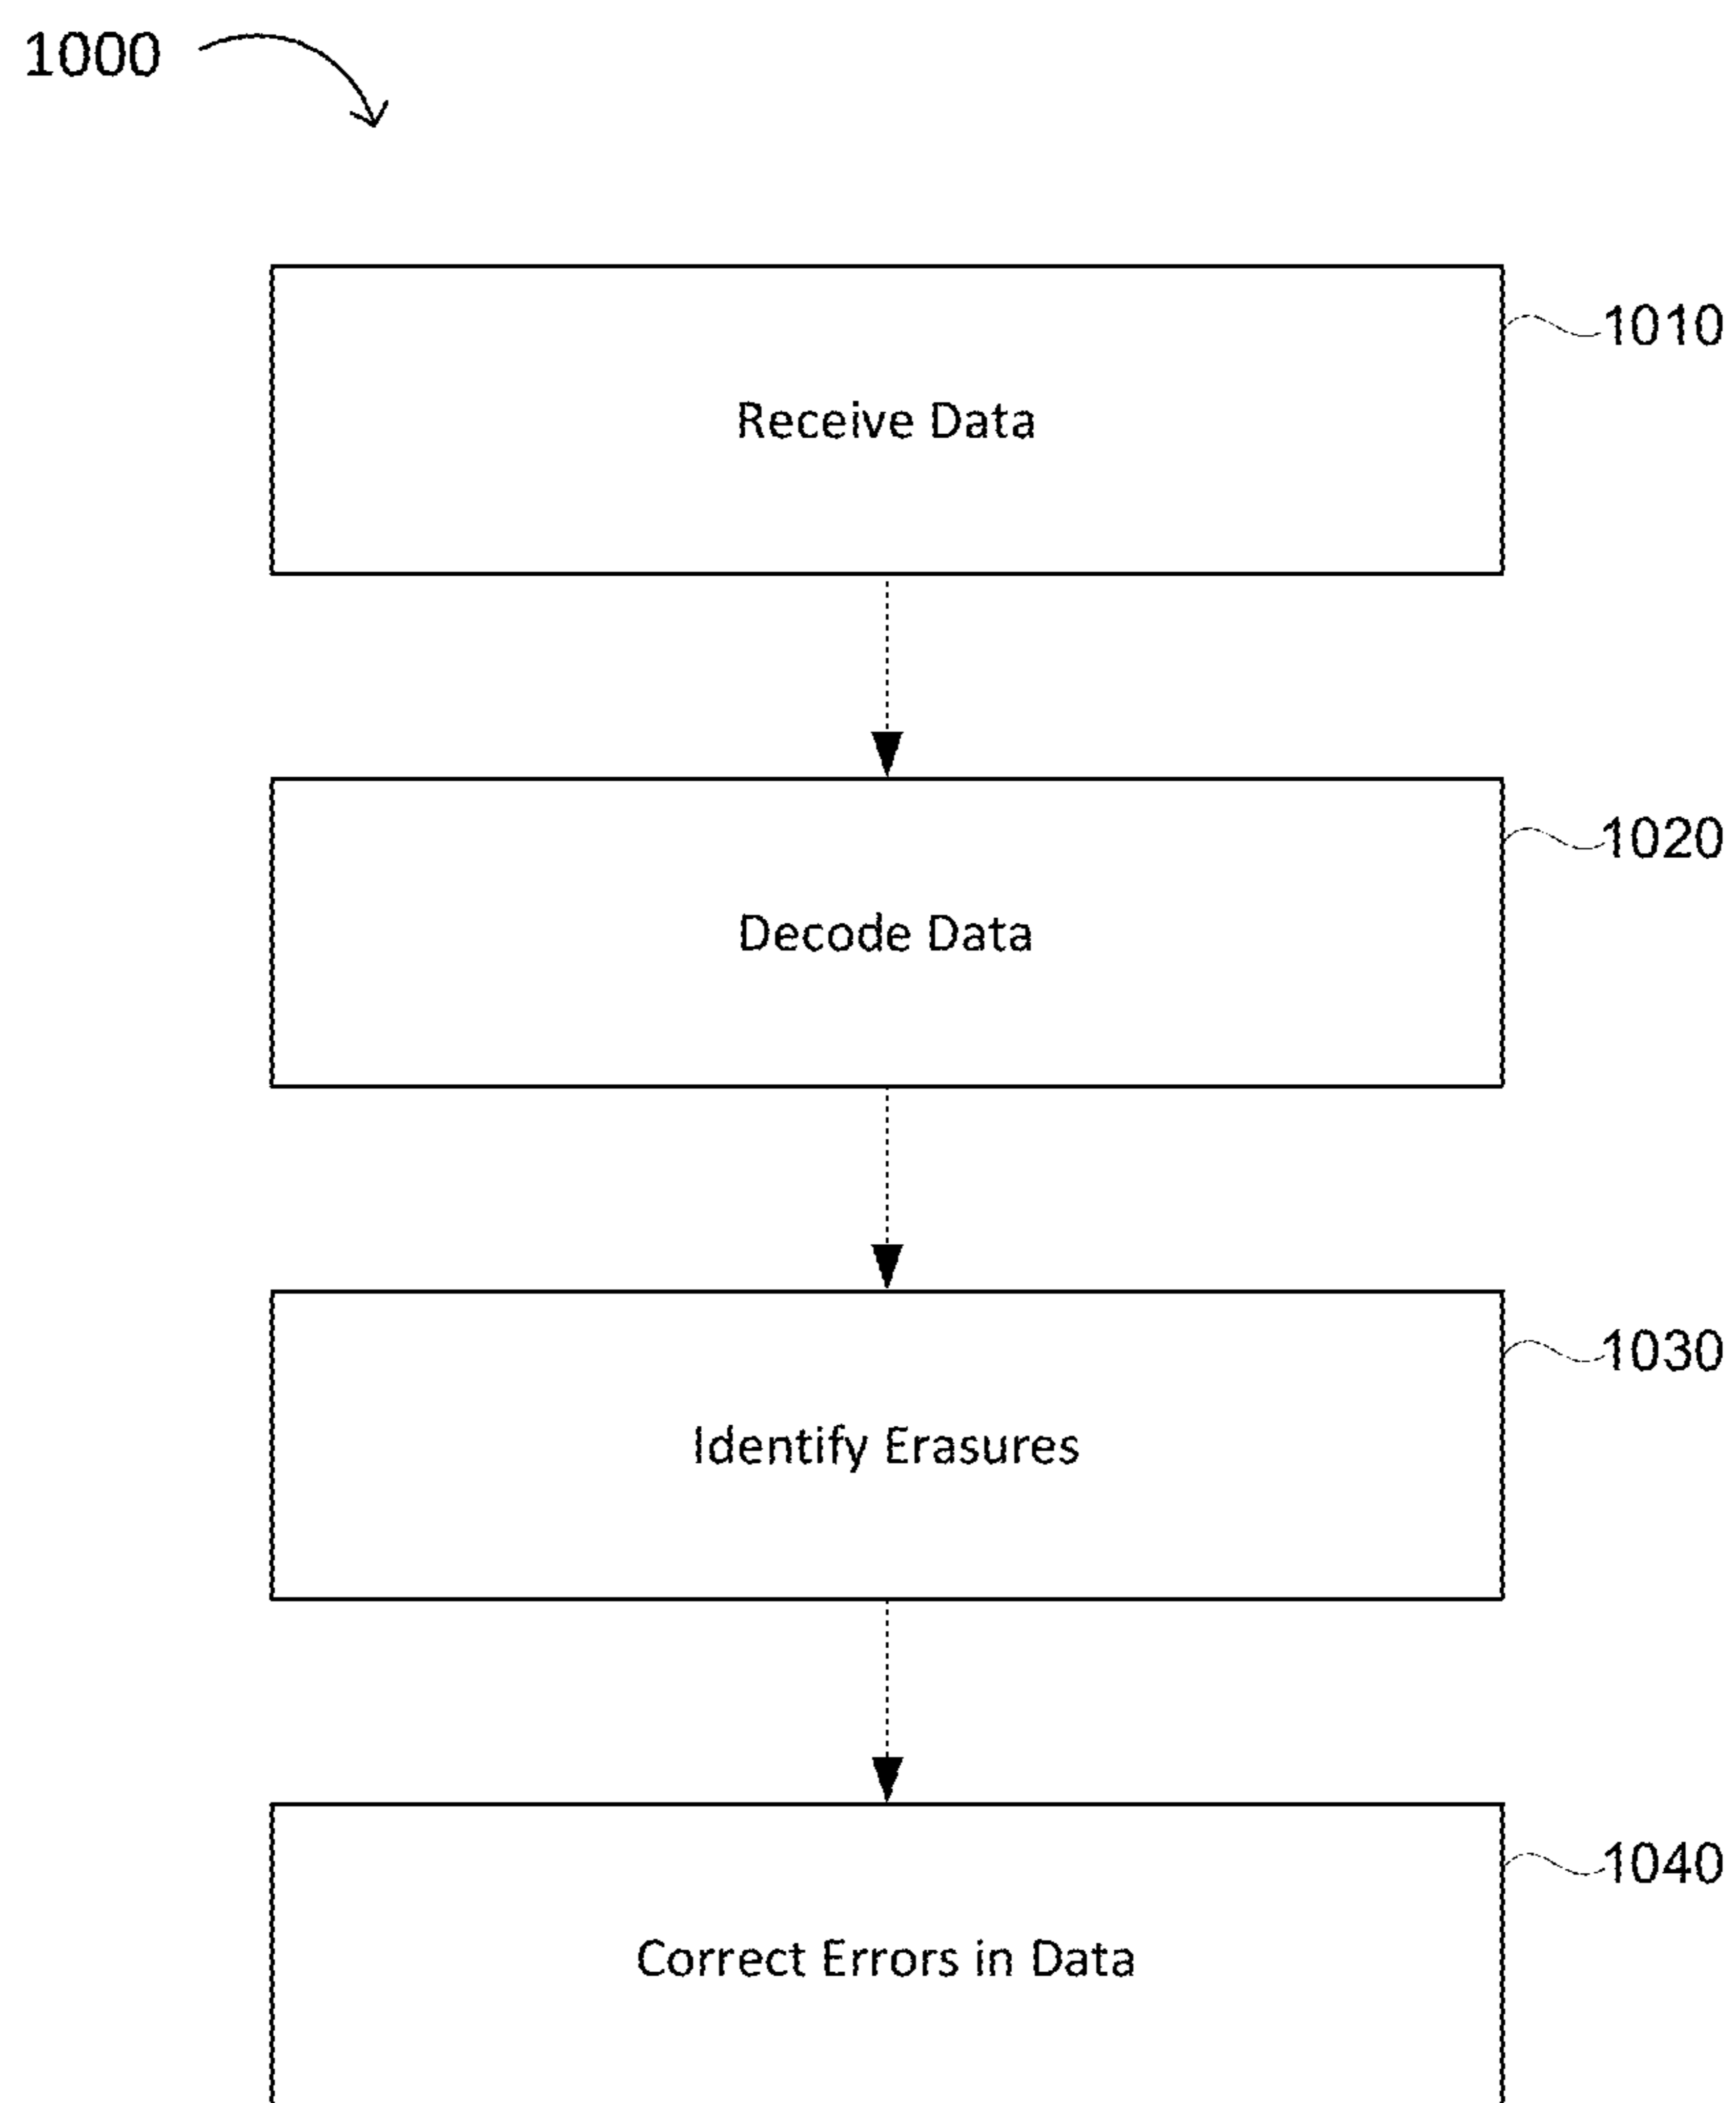 1000
1010
Receive Data
1020
Decode Data
1030
Identify Erasures
1040
Correct Errors in Data